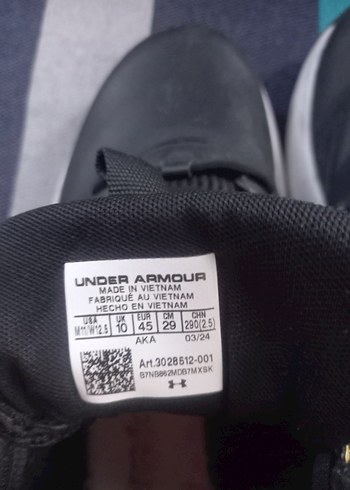 UNDER ARMOUR
MADE IN VIETNAM
FABRIQUÉ AU VIETNAM
HECHO EN VIETNAM
USA UK EUR CM CHN
M11/W12.5 10 45 29 290(2.5)
AKA 03/24
Art.3028612-001
B7NB862MDB7MXSK